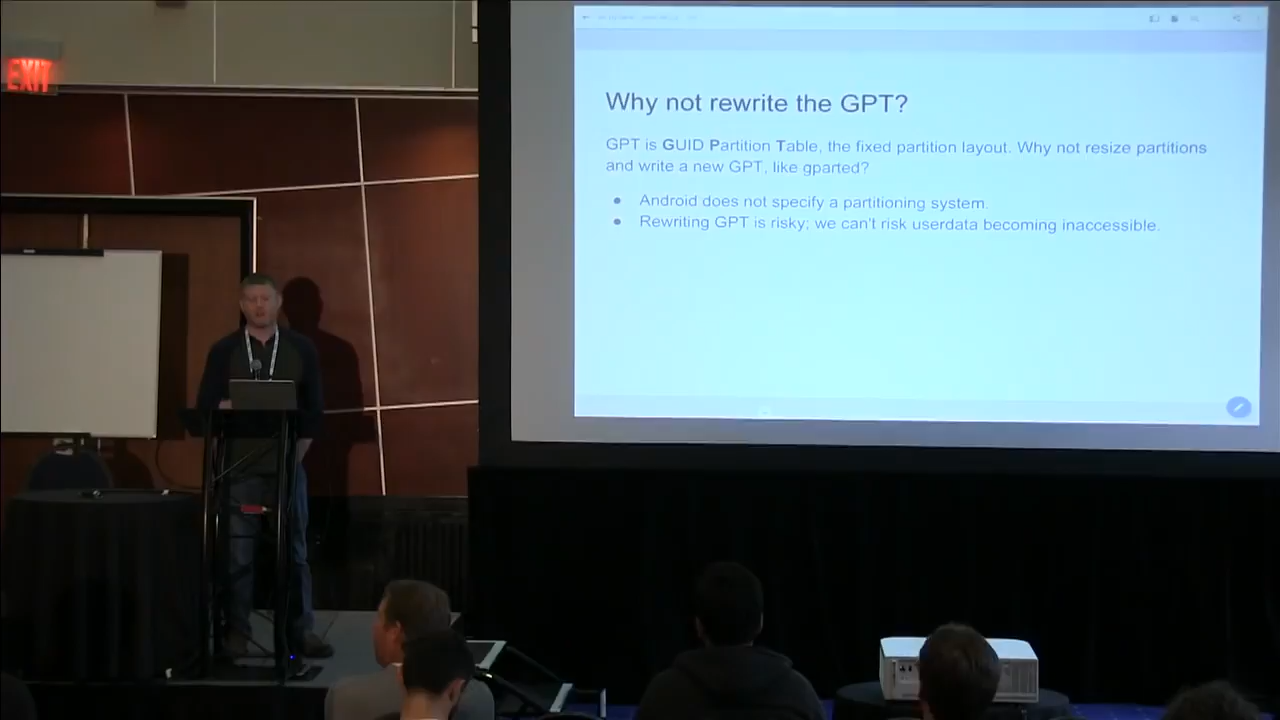 EXIT
Why not rewrite the GPT?
GPT is GUID Partition Table, the fixed partition layout. Why not resize partitions
and write a new GPT, like gparted?
● Android does not specify a partitioning system.
● Rewriting GPT is risky; we can't risk userdata becoming inaccessible.